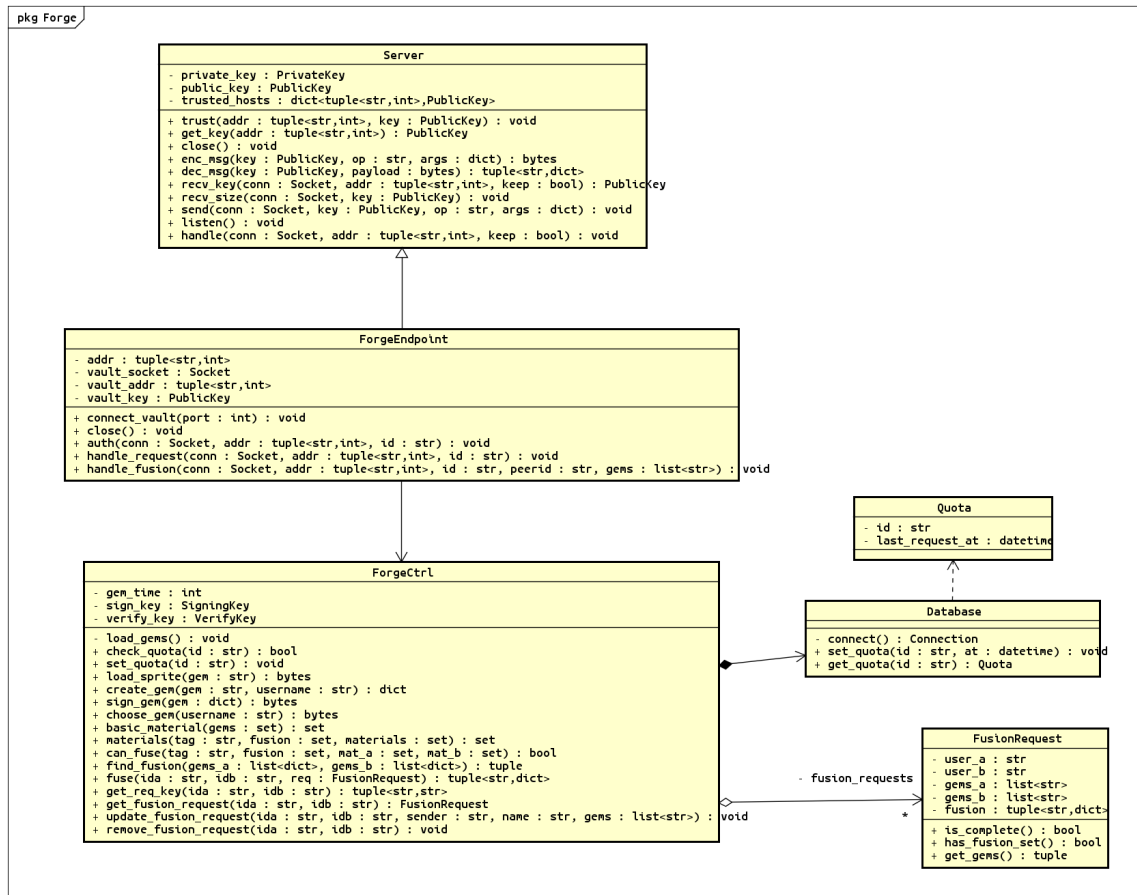 pkg Forge
Server
- private_key : PrivateKey
- public_key : PublicKey
- trusted_hosts : dict<tuple<str,int>,PublicKey>
+ trust(addr : tuple<str,int>, key : PublicKey) : void
+ get_key(addr : tuple<str,int>) : PublicKey
+ close() : void
+ enc_msg(key : PublicKey, op : str, args : dict) : bytes
+ dec_msg(key : PublicKey, payload : bytes) : tuple<str,dict>
+ recv_key(conn : Socket, addr : tuple<str,int>, keep : bool) : PublicKey
+ recv_size(conn : Socket, key : PublicKey) : void
+ send(conn : Socket, key : PublicKey, op : str, args : dict) : void
+ listen() : void
+ handle(conn : Socket, addr : tuple<str,int>, keep : bool) : void
ForgeEndpoint
- addr : tuple<str,int>
- vault_socket : Socket
- vault_addr : tuple<str,int>
- vault_key : PublicKey
+ connect_vault(port : int) : void
+ close() : void
+ auth(conn : Socket, addr : tuple<str,int>, id : str) : void
+ handle_request(conn : Socket, addr : tuple<str,int>, id : str) : void
+ handle_fusion(conn : Socket, addr : tuple<str,int>, id : str, peerid : str, gems : list<str>) : void
Quota
- id : str
- last_request_at : datetime
ForgeCtrl
- gem_time : int
- sign_key : SigningKey
- verify_key : VerifyKey
- load_gems() : void
+ check_quota(id : str) : bool
+ set_quota(id : str) : void
+ load_sprite(gem : str) : bytes
+ create_gem(gem : str, username : str) : dict
+ sign_gem(gem : dict) : bytes
+ choose_gem(username : str) : bytes
+ basic_material(gems : set) : set
+ materials(tag : str, fusion : set, materials : set) : set
+ can_fuse(tag : str, fusion : set, mat_a : set, mat_b : set) : bool
+ find_fusion(gems_a : list<dict>, gems_b : list<dict>) : tuple
+ fuse(ida : str, idb : str, req : FusionRequest) : tuple<str,dict>
+ get_req_key(ida : str, idb : str) : tuple<str,str>
+ get_fusion_request(ida : str, idb : str) : FusionRequest
+ update_fusion_request(ida : str, idb : str, sender : str, name : str, gems : list<str>) : void
+ remove_fusion_request(ida : str, idb : str) : void
Database
- connect() : Connection
+ set_quota(id : str, at : datetime) : void
+ get_quota(id : str) : Quota
- fusion_requests
*
FusionRequest
- user_a : str
- user_b : str
- gems_a : list<str>
- gems_b : list<str>
- fusion : tuple<str,dict>
+ is_complete() : bool
+ has_fusion_set() : bool
+ get_gems() : tuple